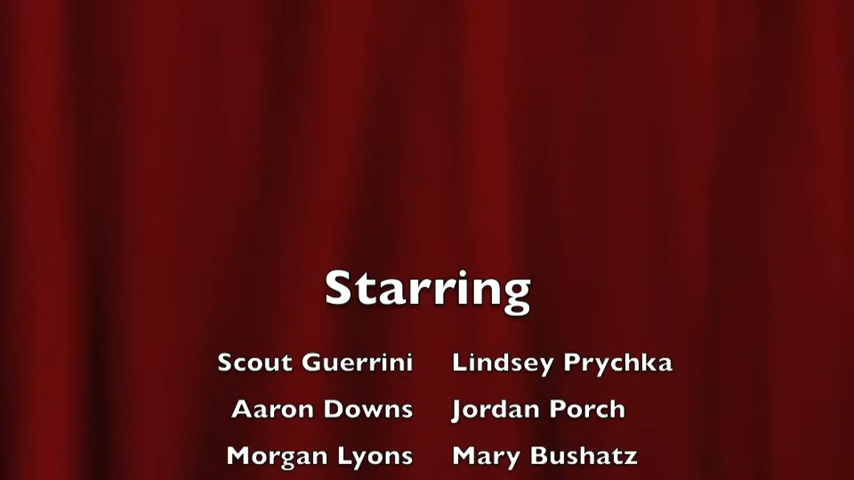 Starring
Scout Guerrini Lindsey Prychka
Aaron Downs Jordan Porch
Morgan Lyons Mary Bushatz